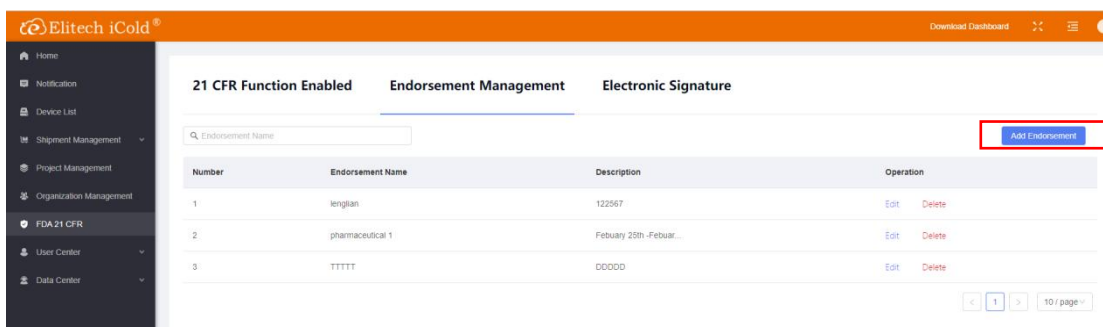 Elitech iCold®
Download Dashboard
Home
Notification
Device List
Shipment Management
Project Management
Organization Management
FDA 21 CFR
User Center
Data Center
21 CFR Function Enabled Endorsement Management Electronic Signature
Endorsement Name
Add Endorsement
Number Endorsement Name Description Operation
1 lenglian 122567 Edit Delete
2 pharmaceutical 1 Febuary 25th -Febuar... Edit Delete
3 TTTTT DDDDD Edit Delete
< 1 > 10 / page